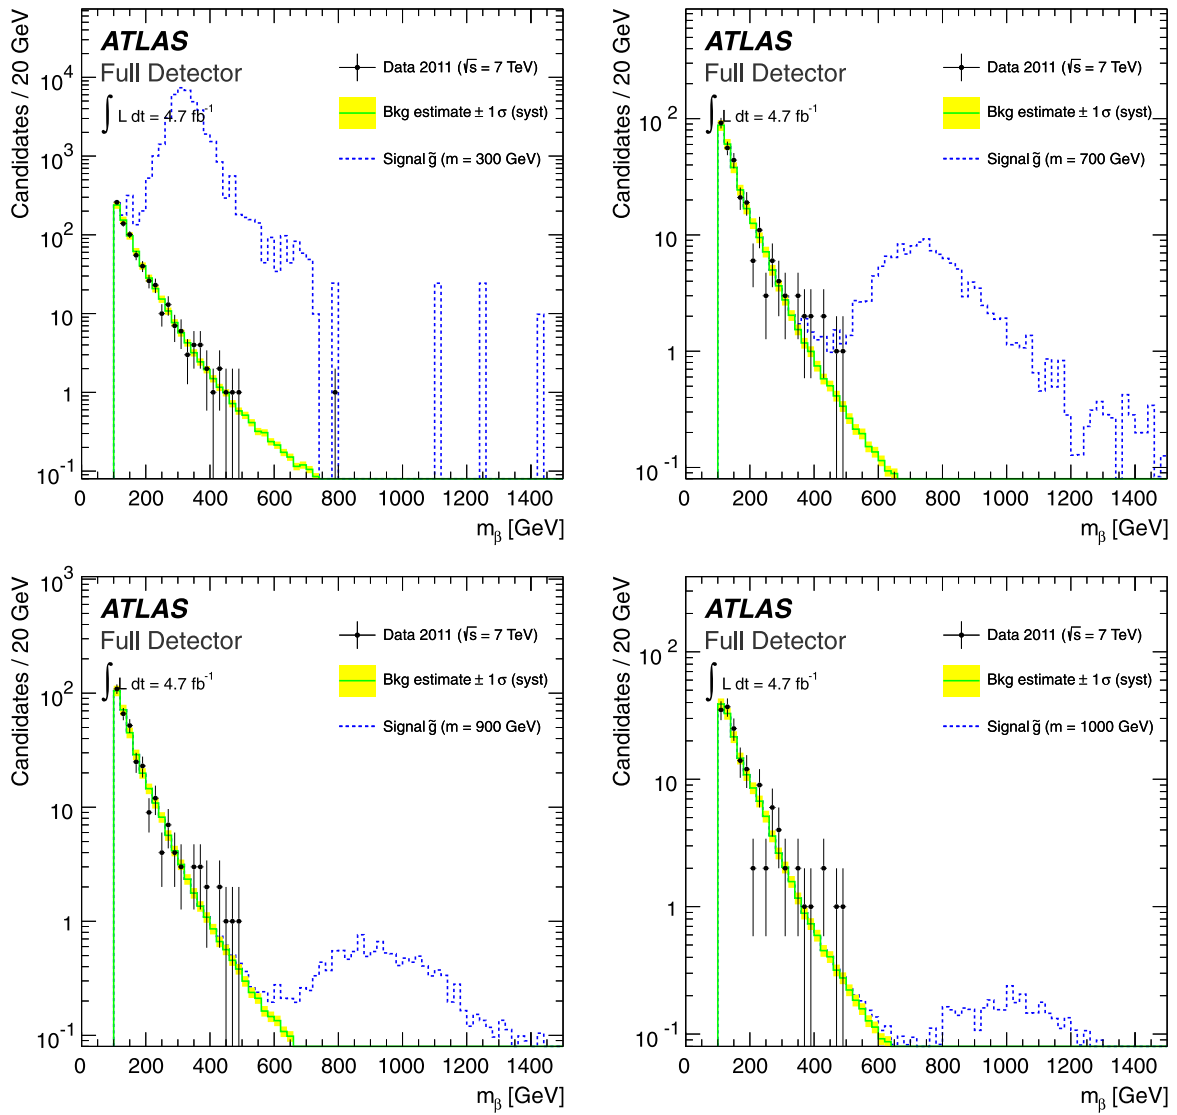 ATLAS
Full Detector
∫ L dt = 4.7 fb⁻¹
Data 2011 (√s = 7 TeV)
Bkg estimate ± 1σ (syst)
Signal g̃ (m = 300 GeV)
Candidates / 20 GeV
10⁴
10³
10²
10
1
10⁻¹
0 200 400 600 800 1000 1200 1400
m_β [GeV]
ATLAS
Full Detector
∫ L dt = 4.7 fb⁻¹
Data 2011 (√s = 7 TeV)
Bkg estimate ± 1σ (syst)
Signal g̃ (m = 700 GeV)
Candidates / 20 GeV
10²
10
1
10⁻¹
0 200 400 600 800 1000 1200 1400
m_β [GeV]
ATLAS
Full Detector
∫ L dt = 4.7 fb⁻¹
Data 2011 (√s = 7 TeV)
Bkg estimate ± 1σ (syst)
Signal g̃ (m = 900 GeV)
Candidates / 20 GeV
10³
10²
10
1
10⁻¹
0 200 400 600 800 1000 1200 1400
m_β [GeV]
ATLAS
Full Detector
∫ L dt = 4.7 fb⁻¹
Data 2011 (√s = 7 TeV)
Bkg estimate ± 1σ (syst)
Signal g̃ (m = 1000 GeV)
Candidates / 20 GeV
10²
10
1
10⁻¹
0 200 400 600 800 1000 1200 1400
m_β [GeV]